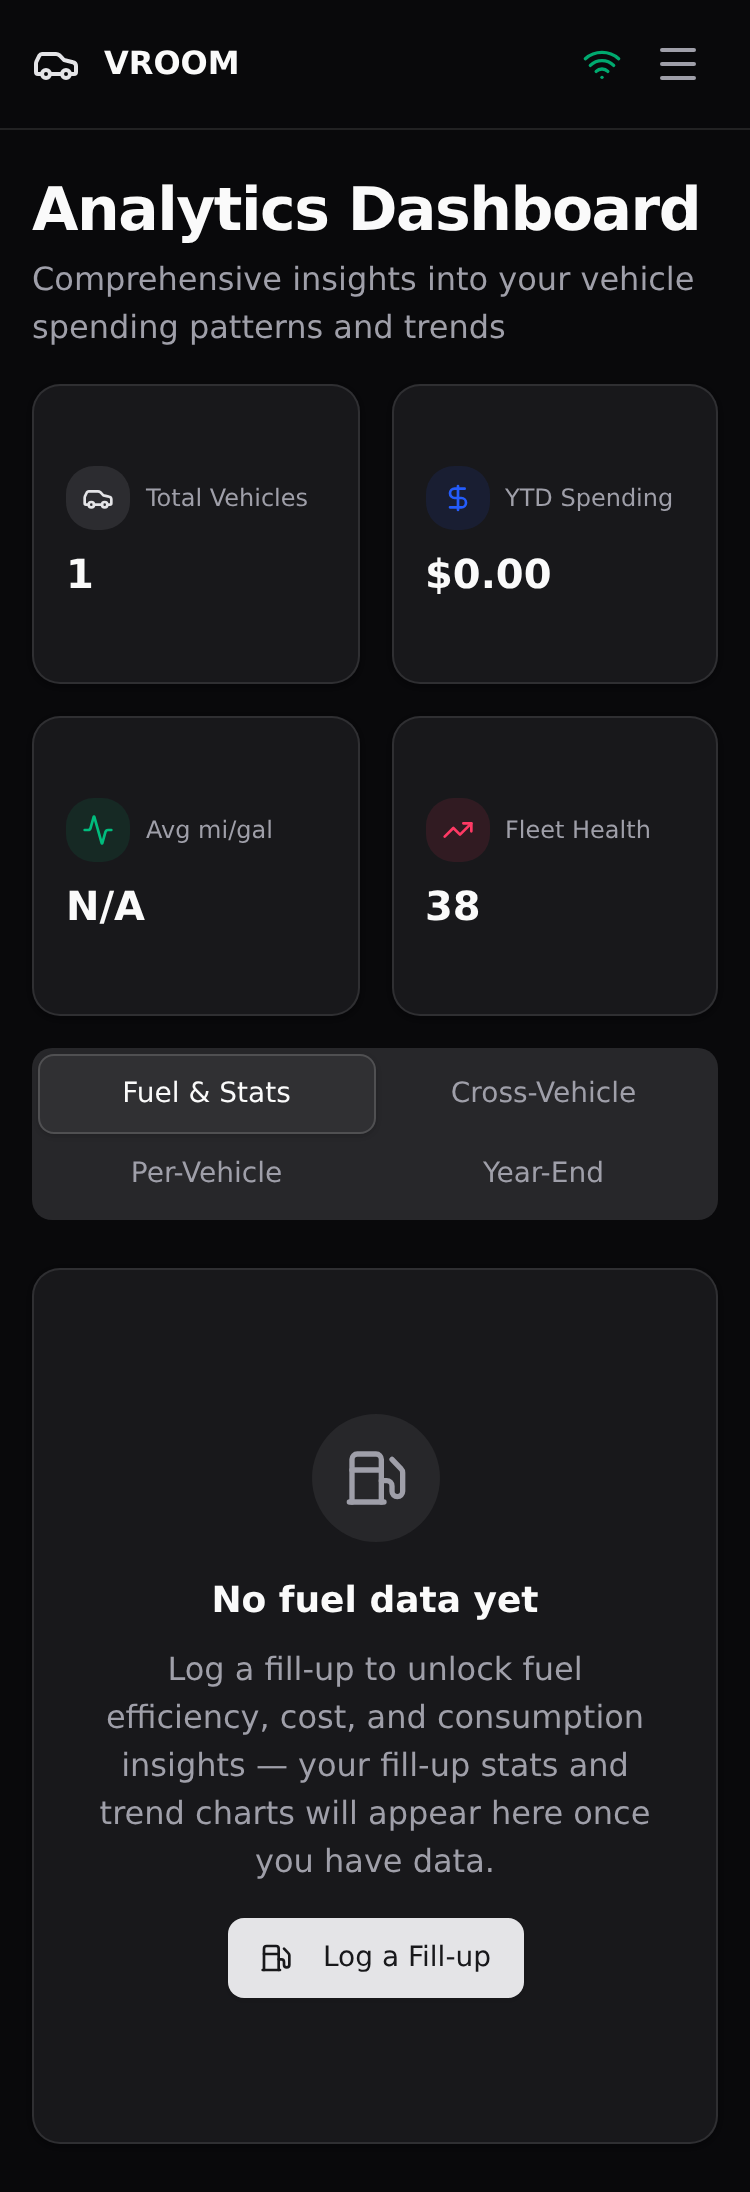 VROOM
Analytics Dashboard
Comprehensive insights into your vehicle
spending patterns and trends
Total Vehicles
1
YTD Spending
$0.00
Avg mi/gal
N/A
Fleet Health
38
Fuel & Stats
Cross-Vehicle
Per-Vehicle
Year-End
No fuel data yet
Log a fill-up to unlock fuel
efficiency, cost, and consumption
insights — your fill-up stats and
trend charts will appear here once
you have data.
Log a Fill-up